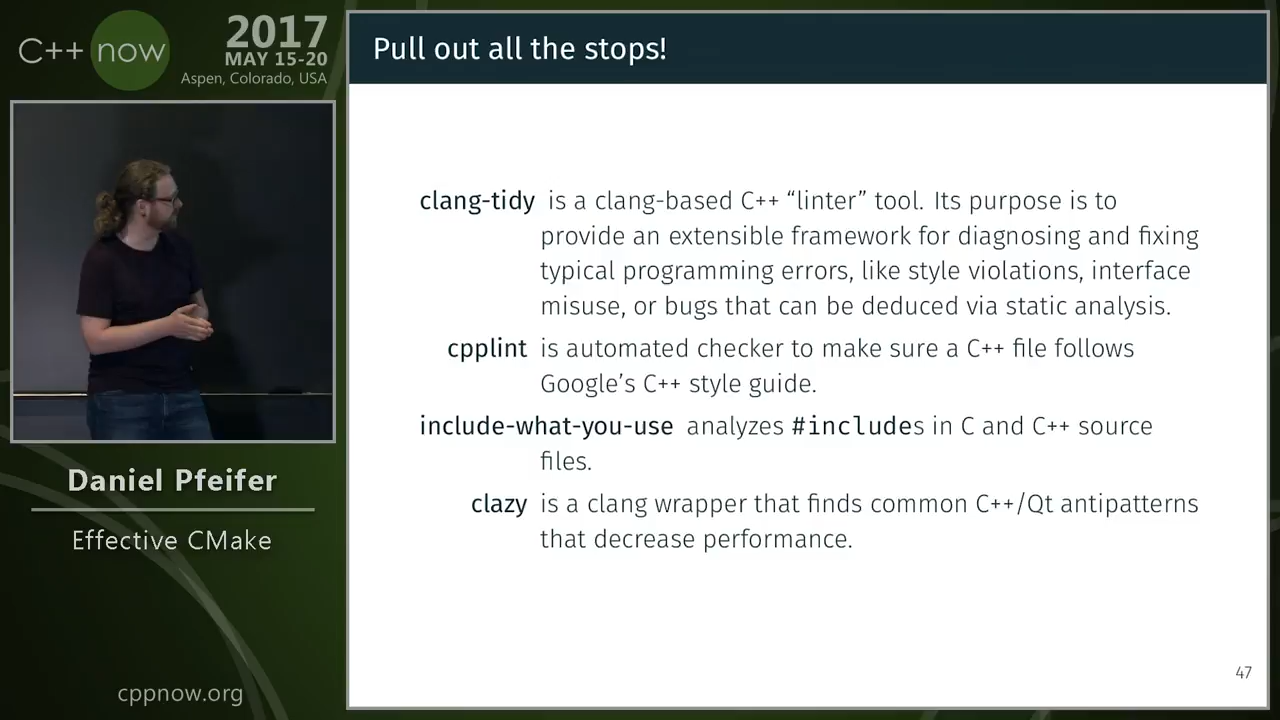 C++ now
2017
MAY 15-20
Aspen, Colorado, USA
Daniel Pfeifer
Effective CMake
cppnow.org
Pull out all the stops!
clang-tidy is a clang-based C++ “linter” tool. Its purpose is to
provide an extensible framework for diagnosing and fixing
typical programming errors, like style violations, interface
misuse, or bugs that can be deduced via static analysis.
cpplint is automated checker to make sure a C++ file follows
Google’s C++ style guide.
include-what-you-use analyzes #includes in C and C++ source
files.
clazy is a clang wrapper that finds common C++/Qt antipatterns
that decrease performance.
47